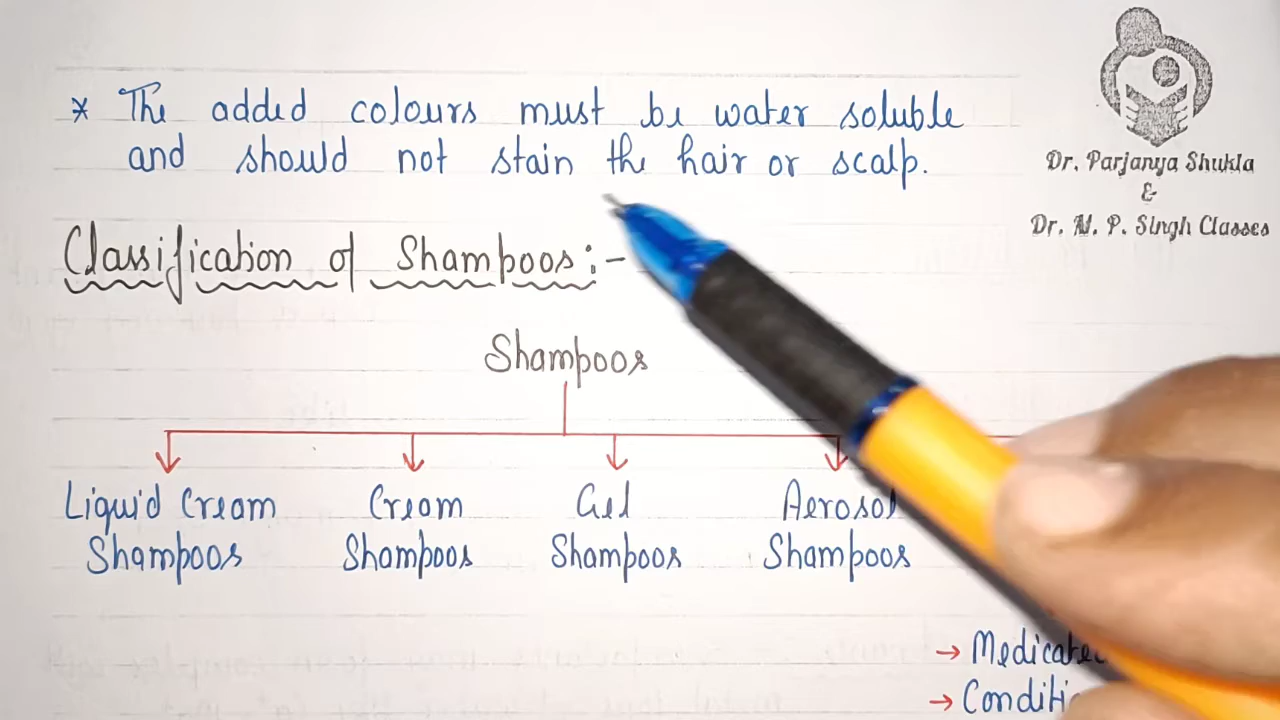 * The added colours must be water soluble
and should not stain the hair or scalp.
Dr. Parjanya Shukla
&
Dr. M. P. Singh Classes
Classification of Shampoos:-
Shampoos
Liquid Cream Shampoos
Cream Shampoos
Gel Shampoos
Aerosol Shampoos
→ Medicate
→ Conditi